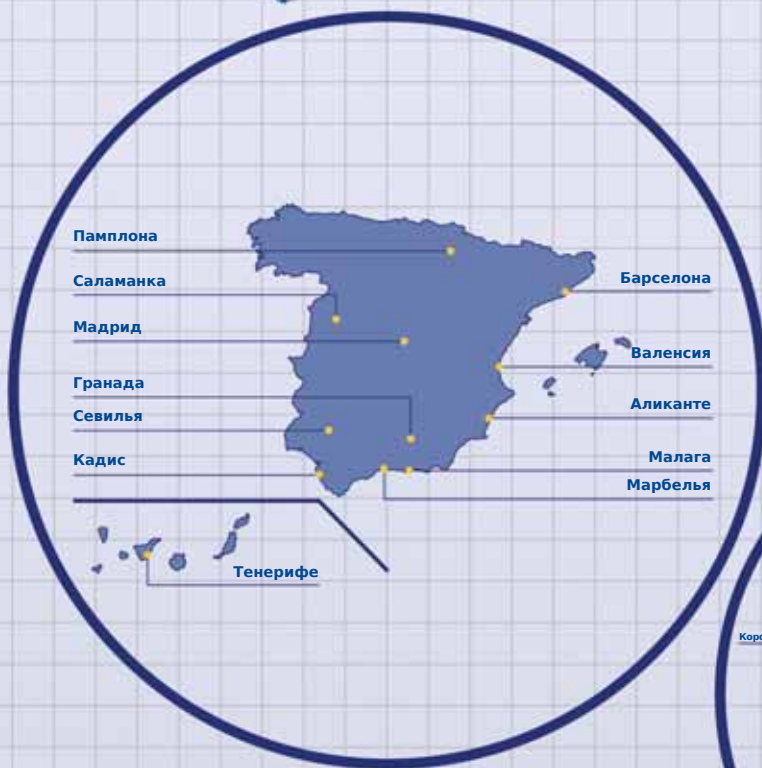 Памплона
Саламанка
Мадрид
Гранада
Севилья
Кадис
Барселона
Валенсия
Аликанте
Малага
Марбелья
Тенерифе